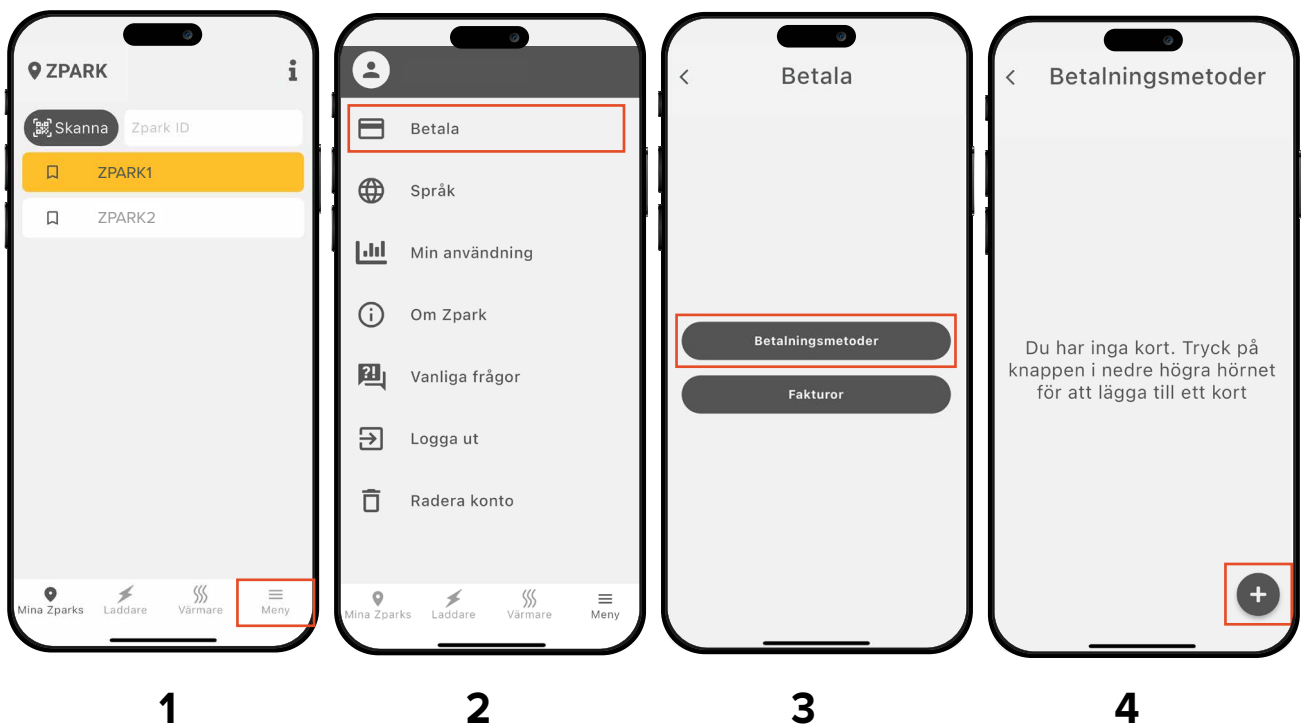 ZPARK
Skanna
Zpark ID
ZPARK1
ZPARK2
Mina Zparks
Laddare
Värmare
Meny
1
Betala
Språk
Min användning
Om Zpark
Vanliga frågor
Logga ut
Radera konto
Mina Zparks
Laddare
Värmare
Meny
2
Betala
Betalningsmetoder
Fakturor
3
Betalningsmetoder
Du har inga kort. Tryck på
knappen i nedre högra hörnet
för att lägga till ett kort
4